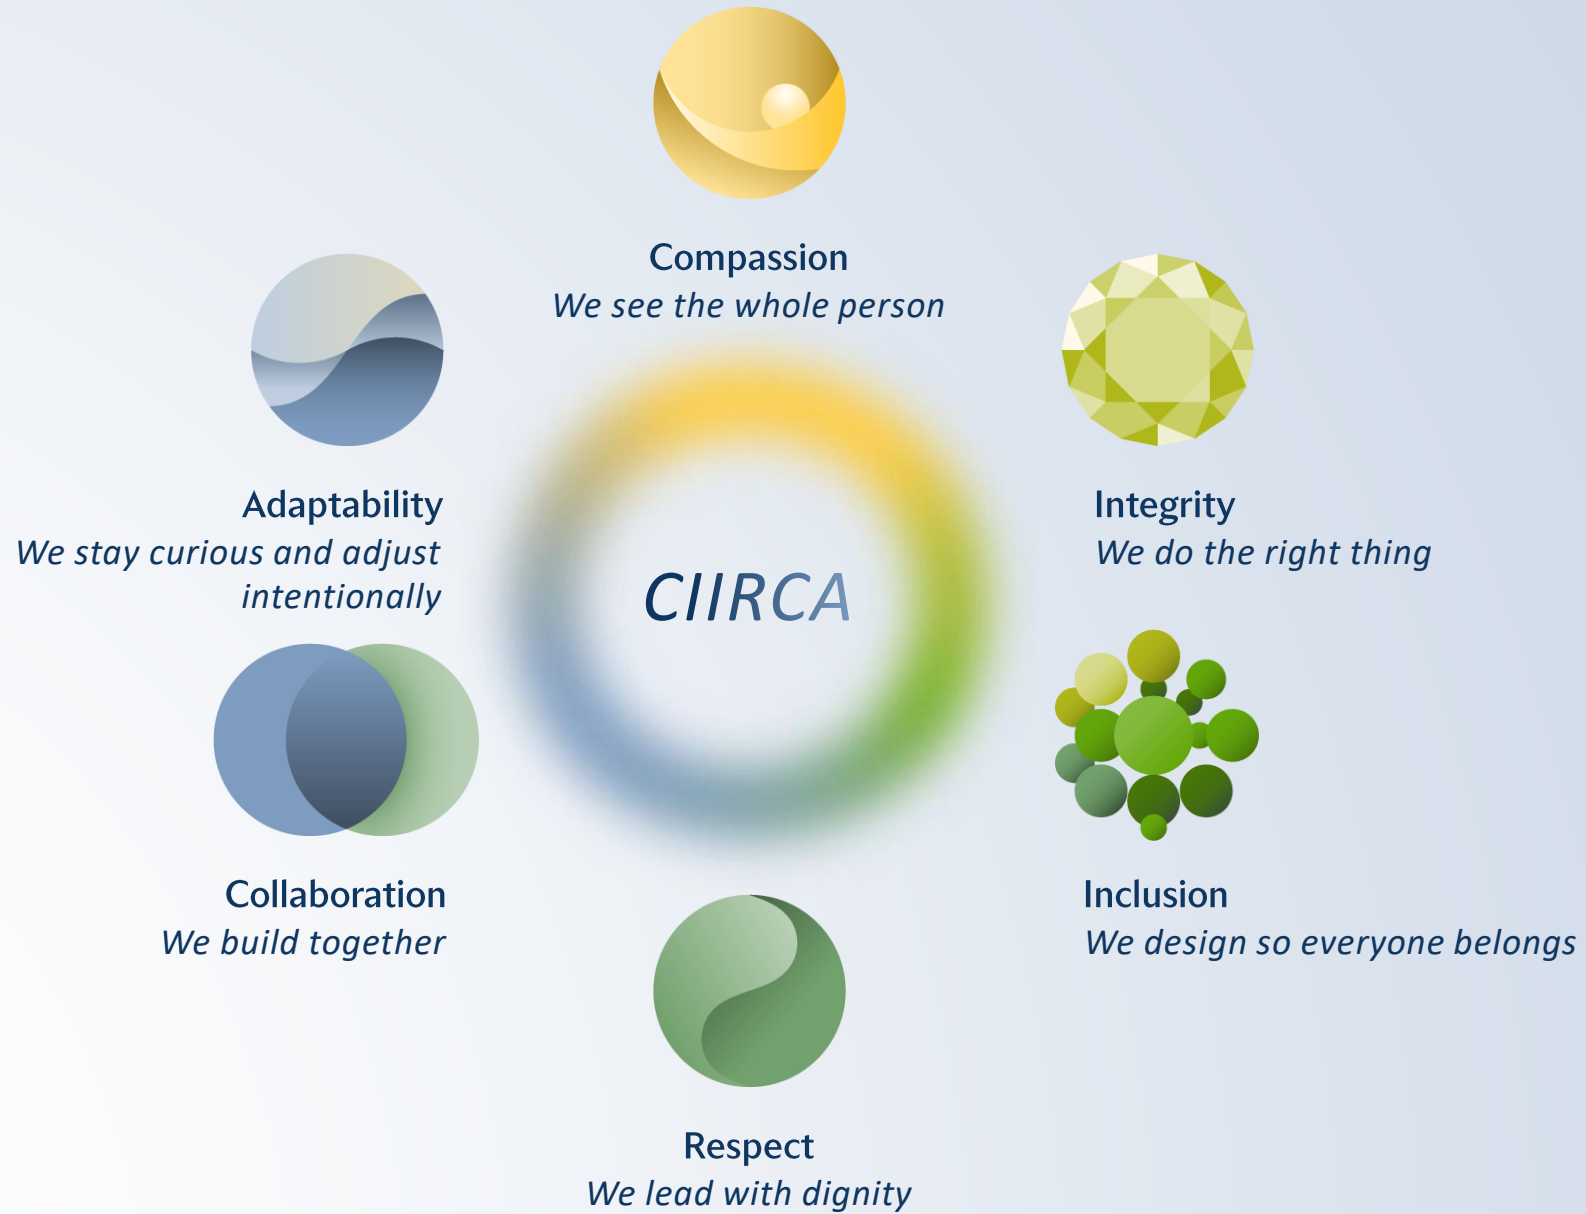 Compassion
We see the whole person
Adaptability
We stay curious and adjust
intentionally
Integrity
We do the right thing
CIIRCA
Collaboration
We build together
Inclusion
We design so everyone belongs
Respect
We lead with dignity